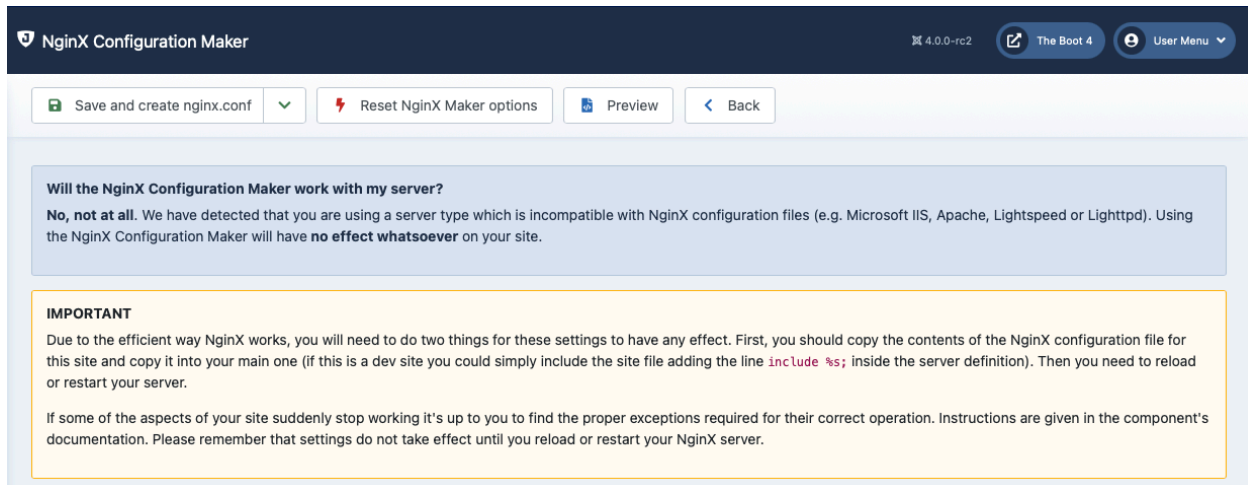 NginX Configuration Maker
4.0.0-rc2
The Boot 4
User Menu
Save and create nginx.conf
Reset NginX Maker options
Preview
Back
Will the NginX Configuration Maker work with my server?
No, not at all. We have detected that you are using a server type which is incompatible with NginX configuration files (e.g. Microsoft IIS, Apache, Lightspeed or Lighttpd). Using
the NginX Configuration Maker will have no effect whatsoever on your site.
IMPORTANT
Due to the efficient way NginX works, you will need to do two things for these settings to have any effect. First, you should copy the contents of the NginX configuration file for
this site and copy it into your main one (if this is a dev site you could simply include the site file adding the line include %s; inside the server definition). Then you need to reload
or restart your server.
If some of the aspects of your site suddenly stop working it's up to you to find the proper exceptions required for their correct operation. Instructions are given in the component's
documentation. Please remember that settings do not take effect until you reload or restart your NginX server.